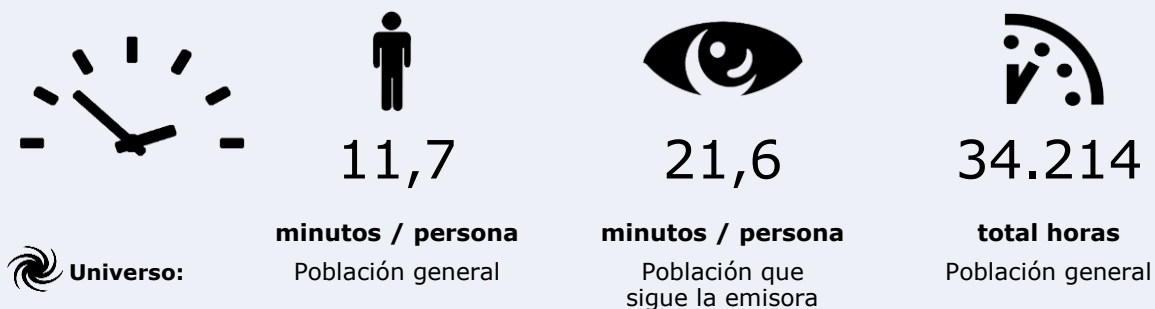 11,7
21,6
34.214
minutos / persona
minutos / persona
total horas
Universo:
Población general
Población que
sigue la emisora
Población general